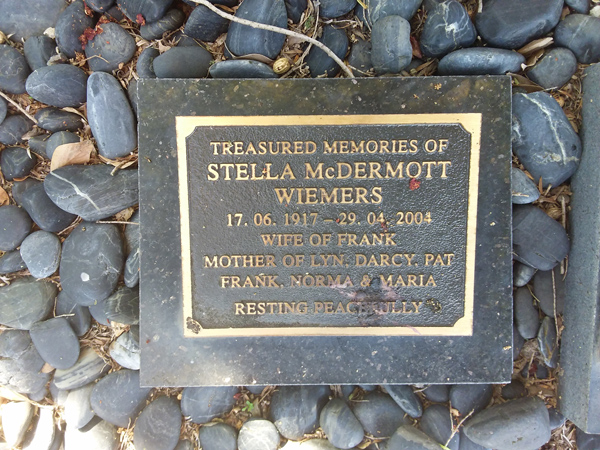 TREASURED MEMORIES OF
STELLA McDERMOTT
WIEMERS
17. 06. 1917 – 29. 04. 2004
WIFE OF FRANK
MOTHER OF LYN, DARCY, PAT
FRANK, NORMA & MARIA
RESTING PEACEFULLY